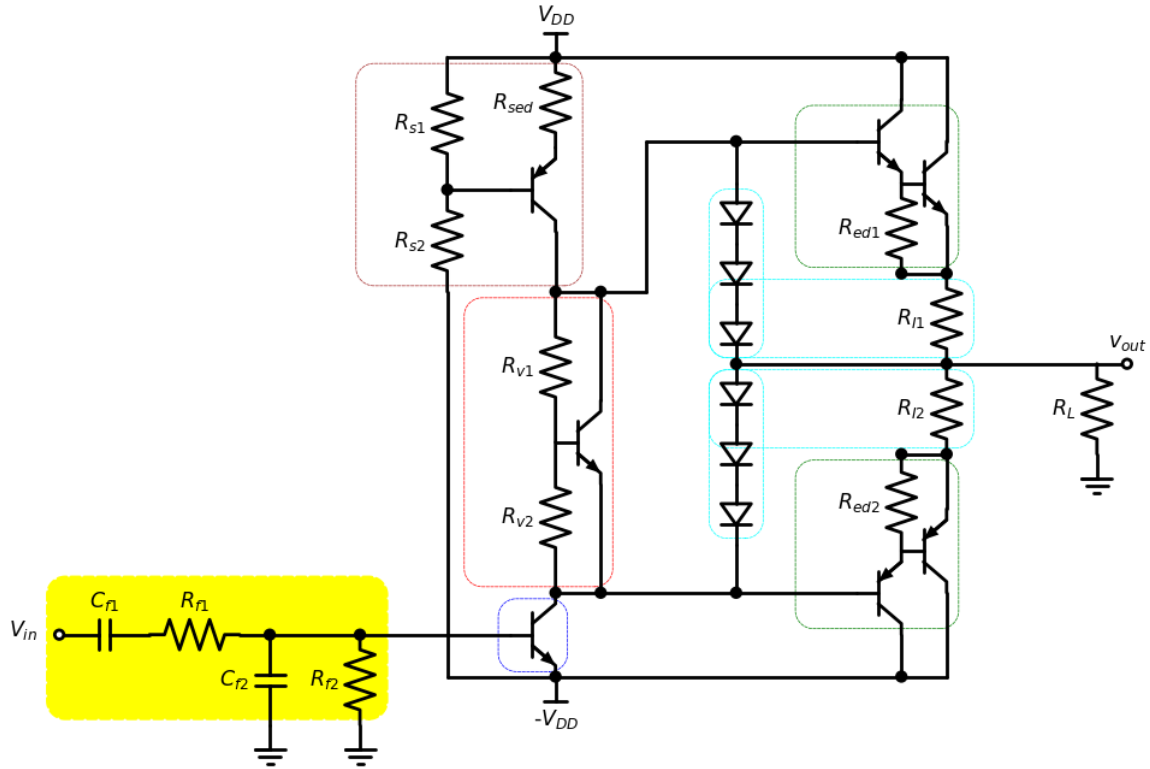 V_DD
R_sed
R_s1
R_s2
R_ed1
R_l1
v_out
R_v1
R_l2
R_L
R_v2
R_ed2
C_f1
R_f1
V_in
C_f2
R_f2
-V_DD